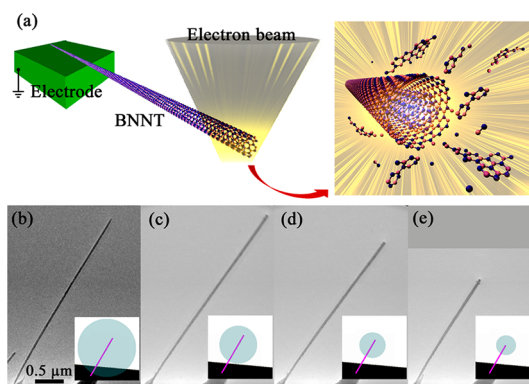 (a)
Electron beam
Electrode
BNNT
(b)
(c)
(d)
(e)
0.5 µm